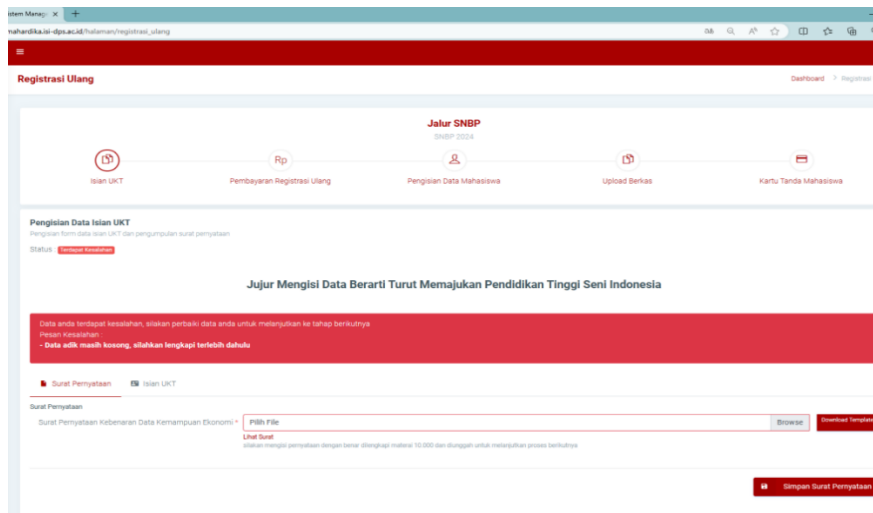 istem Manaj
mahardika.isi-dps.ac.id/halaman/registrasi_ulang
Registrasi Ulang
Dashboard > Registrasi
Jalur SNBP
SNBP 2024
Rp
Isian UKT
Pembayaran Registrasi Ulang
Pengisian Data Mahasiswa
Upload Berkas
Kartu Tanda Mahasiswa
Pengisian Data Isian UKT
Pengisian form data isian UKT dan pengumpulan surat pernyataan
Status : Terdapat Kesalahan
Jujur Mengisi Data Berarti Turut Memajukan Pendidikan Tinggi Seni Indonesia
Data anda terdapat kesalahan, silakan perbaiki data anda untuk melanjutkan ke tahap berikutnya
Pesan Kesalahan :
- Data adik masih kosong, silahkan lengkapi terlebih dahulu
Surat Pernyataan
Isian UKT
Surat Pernyataan
Surat Pernyataan Kebenaran Data Kemampuan Ekonomi *
Pilih File
Browse
Download Template
Lihat Surat
silakan mengisi pernyataan dengan benar dilengkapi materai 10.000 dan diunggah untuk melanjutkan proses berikutnya
Simpan Surat Pernyataan